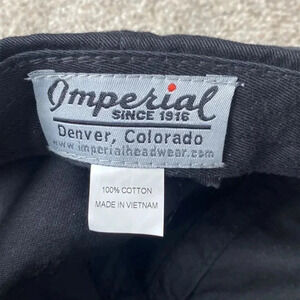 Imperial
SINCE 1916
Denver, Colorado
www.imperialheadwear.com
100% COTTON
MADE IN VIETNAM